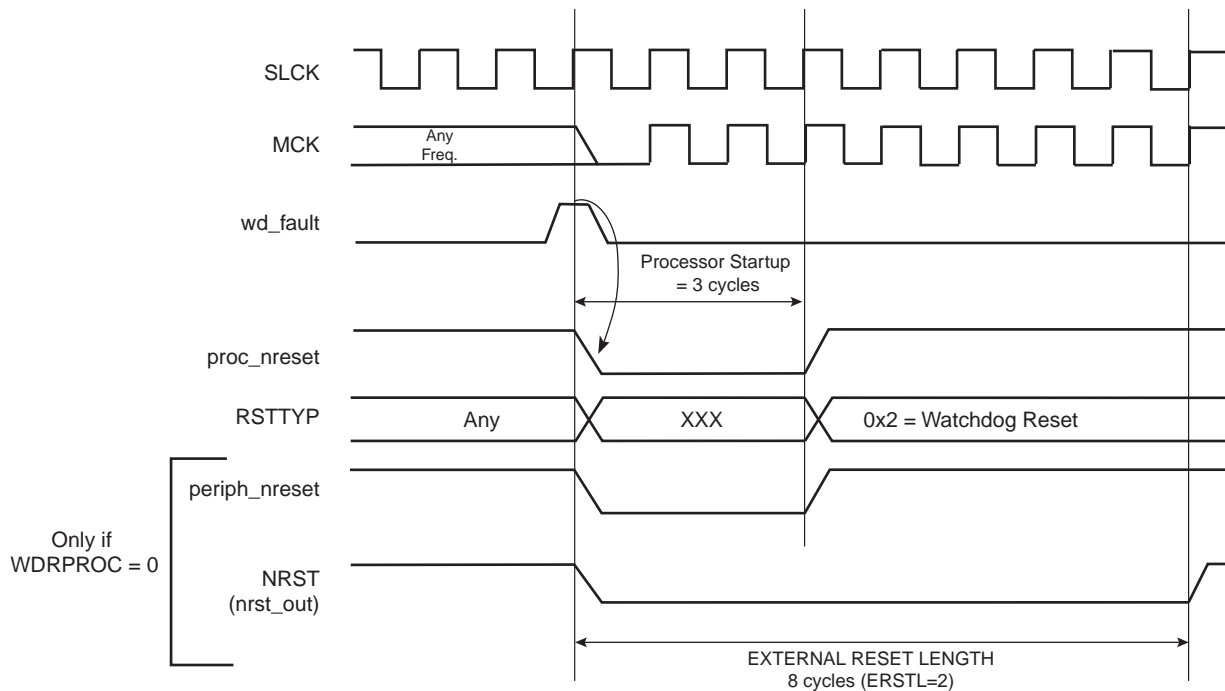 SLCK
MCK
Any
Freq.
wd_fault
Processor Startup
= 3 cycles
proc_nreset
RSTTYP
Any
XXX
0x2 = Watchdog Reset
periph_nreset
Only if
WDRPROC = 0
NRST
(nrst_out)
EXTERNAL RESET LENGTH
8 cycles (ERSTL=2)